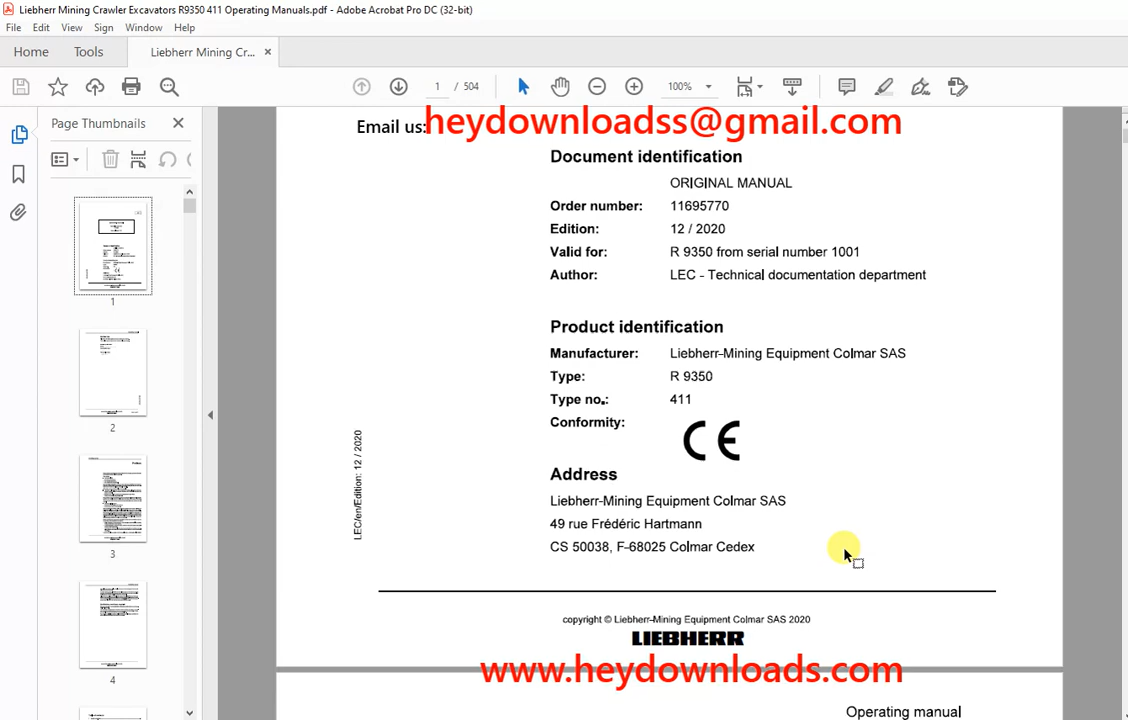 Liebherr Mining Crawler Excavators R9350 411 Operating Manuals.pdf - Adobe Acrobat Pro DC (32-bit)
File Edit View Sign Window Help
Home Tools Liebherr Mining Cr... ×
1 / 504 100%
Page Thumbnails
Email us:heydownloadss@gmail.com
Document identification
ORIGINAL MANUAL
Order number: 11695770
Edition: 12 / 2020
Valid for: R 9350 from serial number 1001
Author: LEC - Technical documentation department
Product identification
Manufacturer: Liebherr-Mining Equipment Colmar SAS
Type: R 9350
Type no.: 411
Conformity: CE
Address
Liebherr-Mining Equipment Colmar SAS
49 rue Frédéric Hartmann
CS 50038, F-68025 Colmar Cedex
LEC/en/Edition: 12 / 2020
copyright © Liebherr-Mining Equipment Colmar SAS 2020
LIEBHERR
www.heydownloads.com
Operating manual
1
2
3
4